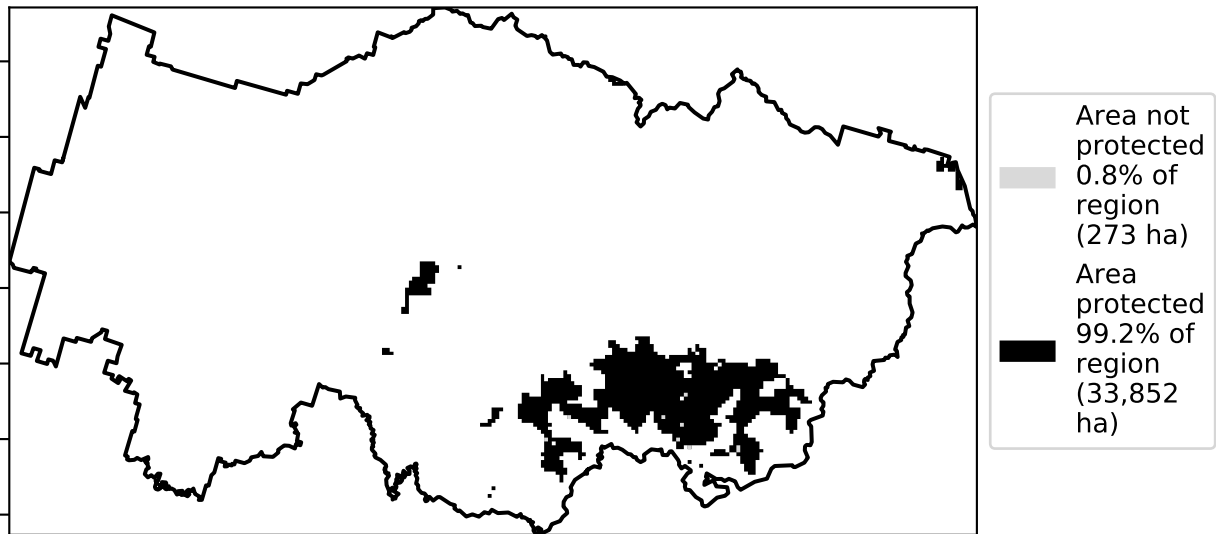 Area not
protected
0.8% of
region
(273 ha)
Area
protected
99.2% of
region
(33,852
ha)